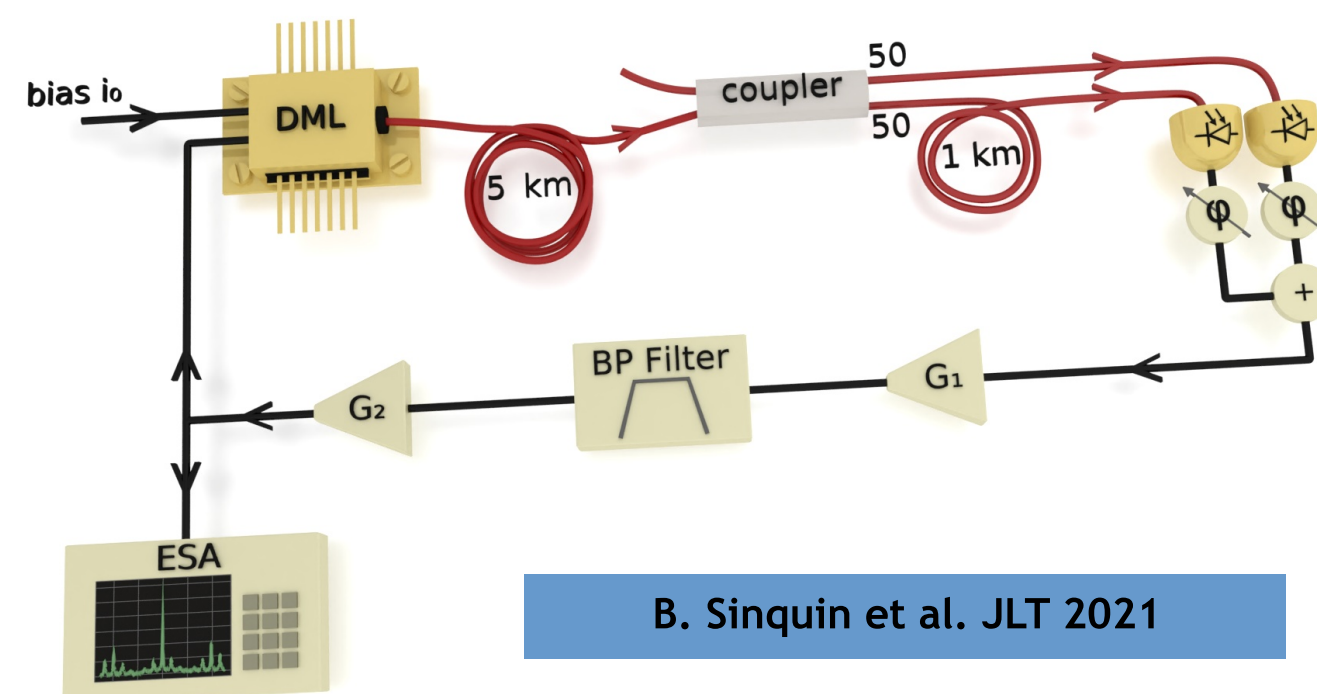 bias i₀
DML
5 km
coupler
50
50
1 km
φ
φ
+
G₁
BP Filter
G₂
ESA
B. Sinquin et al. JLT 2021